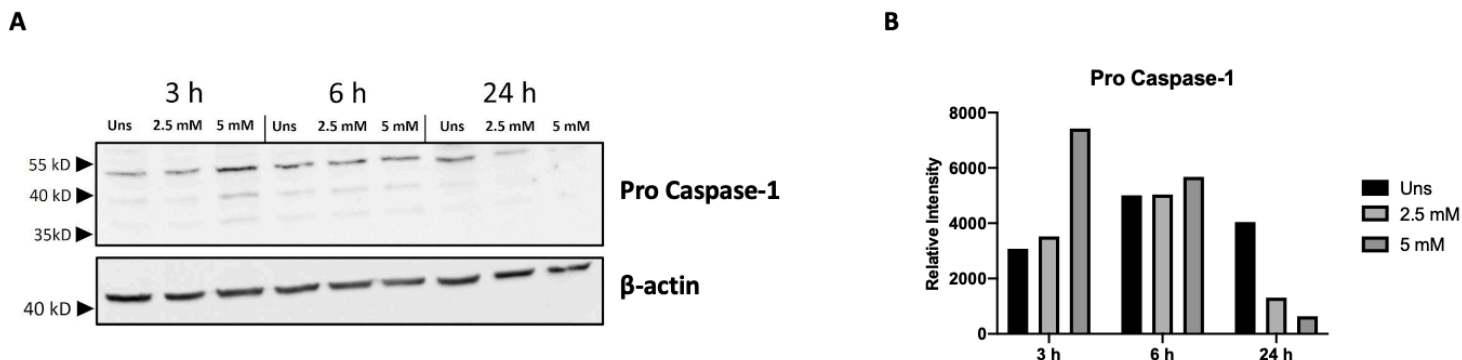 A
3 h 6 h 24 h
Uns 2.5 mM 5 mM Uns 2.5 mM 5 mM Uns 2.5 mM 5 mM
55 kD
40 kD
35kD
Pro Caspase-1
40 kD
β-actin
B
Pro Caspase-1
Relative Intensity
8000
6000
4000
2000
0
3 h 6 h 24 h
Uns
2.5 mM
5 mM